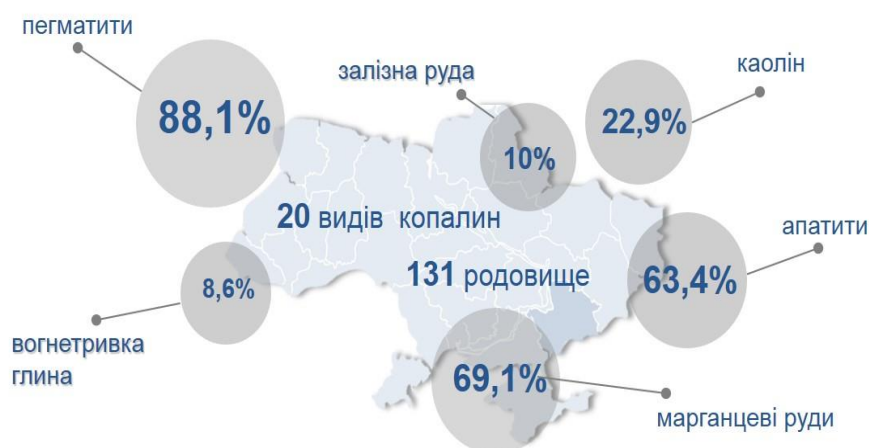 пегматити
88,1%
залізна руда
10%
каолін
22,9%
20 видів копалин
131 родовище
апатити
63,4%
8,6%
вогнетривка
глина
69,1%
марганцеві руди